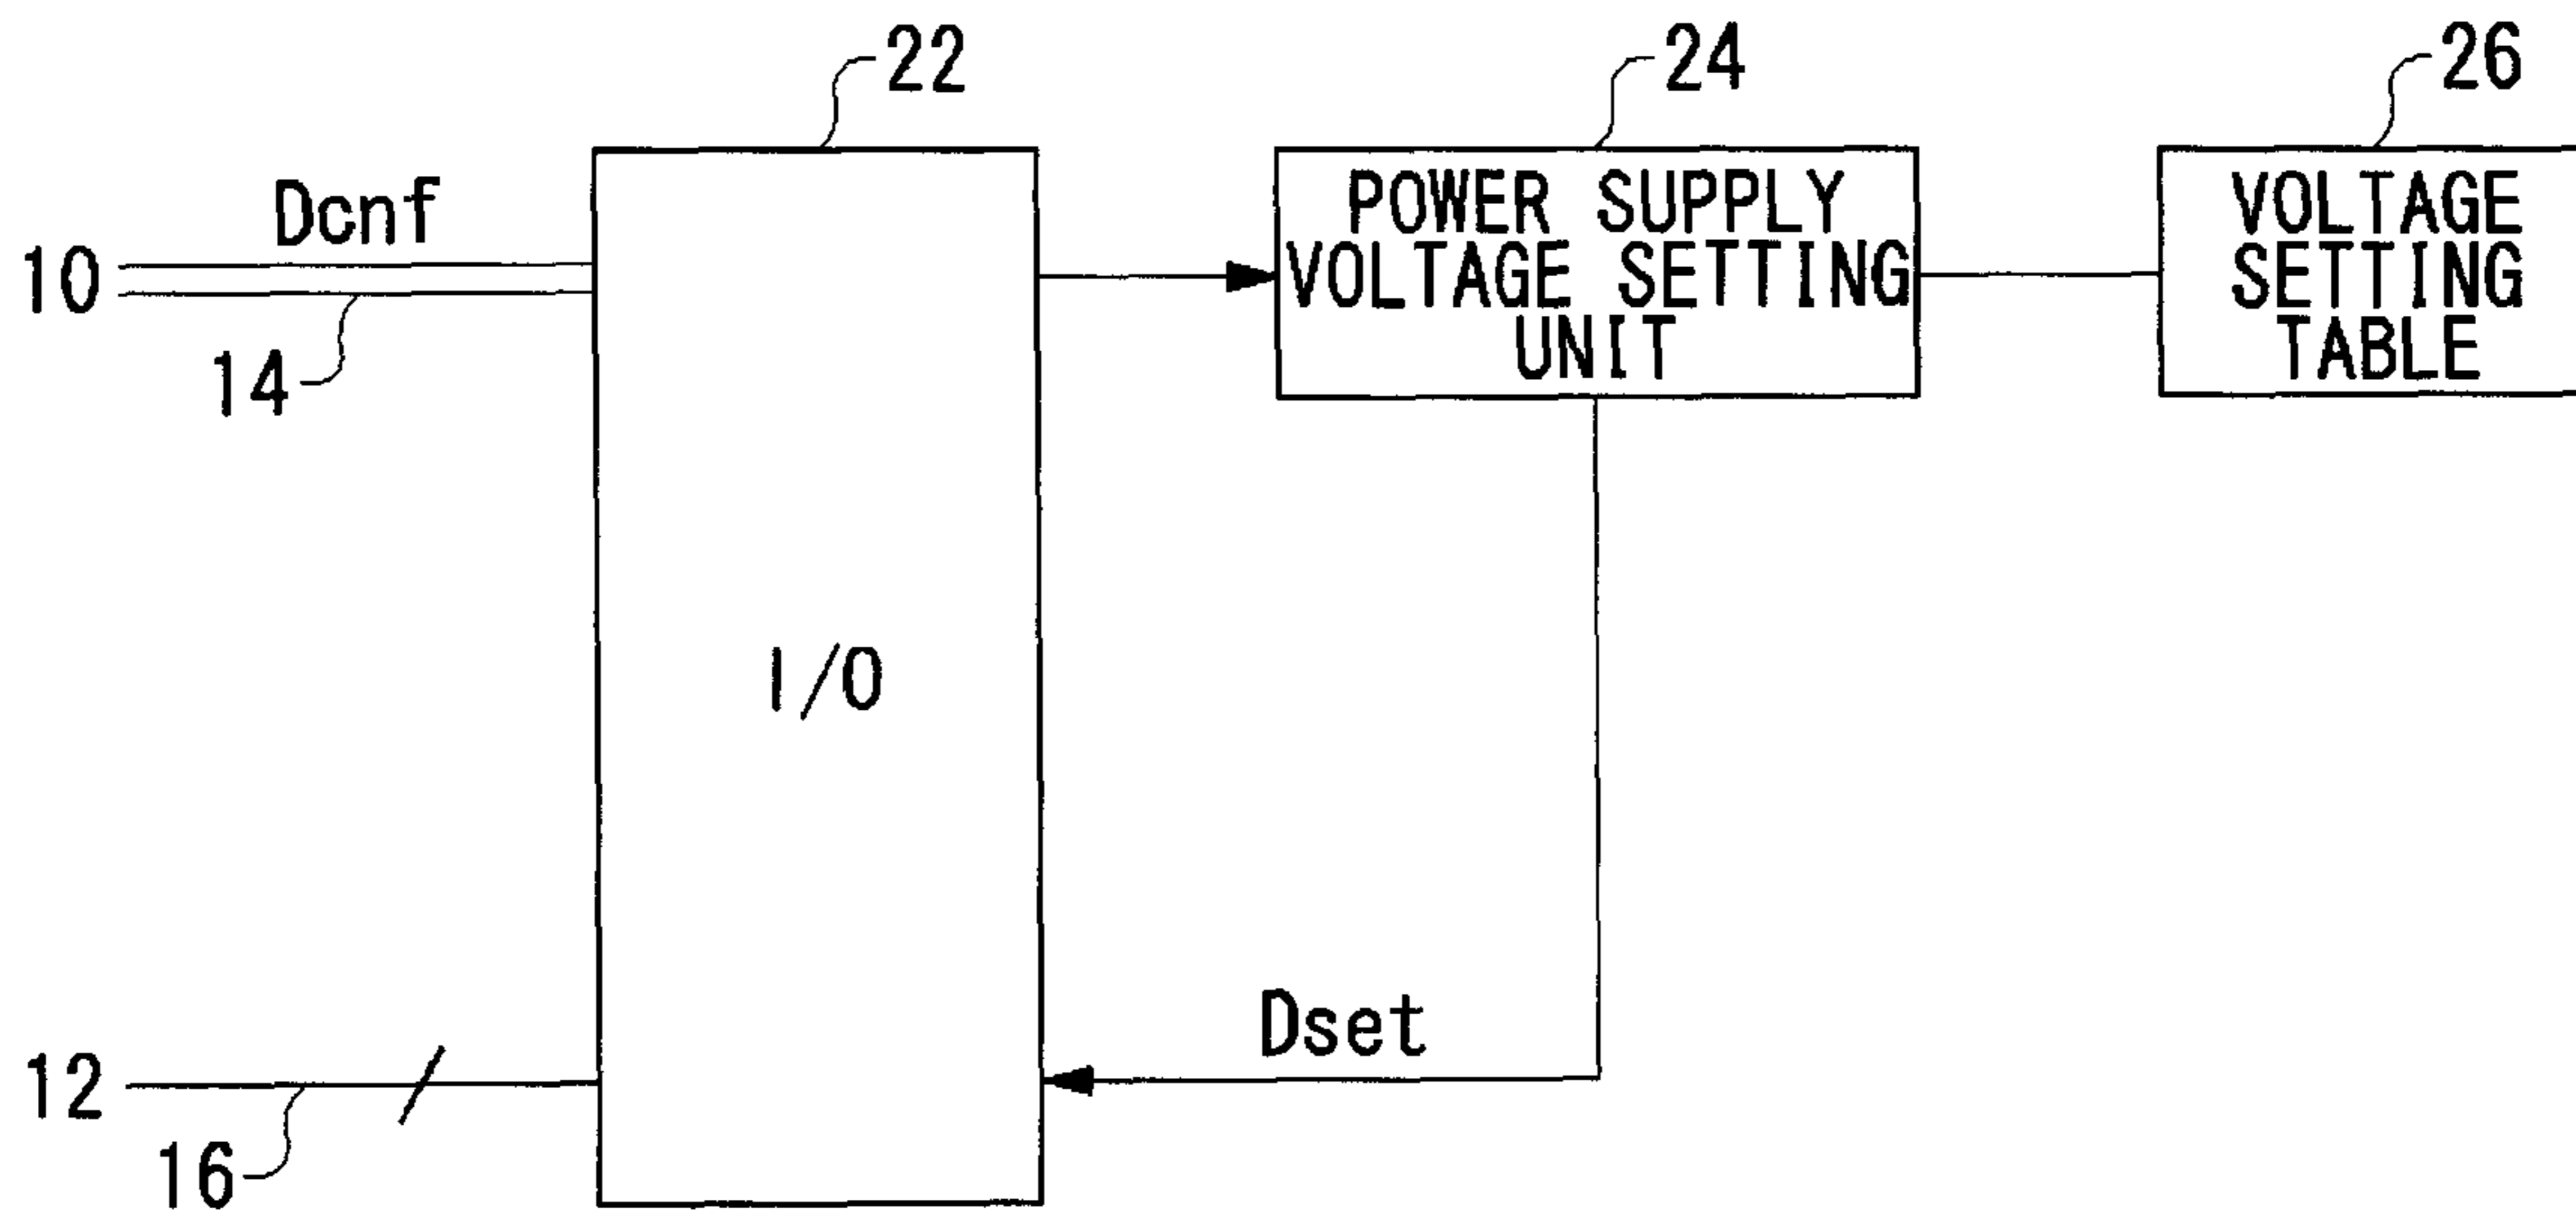 22
24
26
Dcnf
10
14
POWER SUPPLY
VOLTAGE SETTING
UNIT
VOLTAGE
SETTING
TABLE
I/O
Dset
12
16